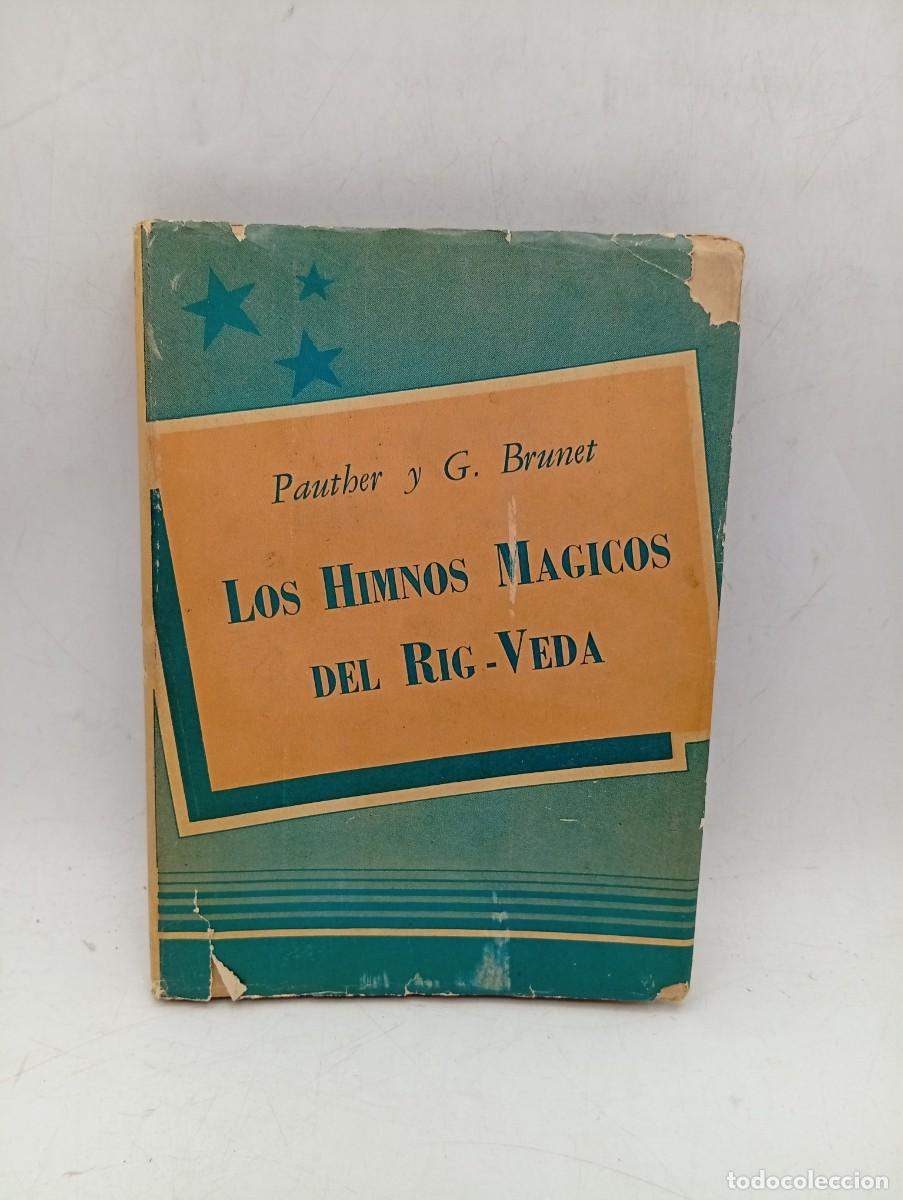 Pauther y G. Brunet
LOS HIMNOS MAGICOS
DEL RIG-VEDA
todocoleccion